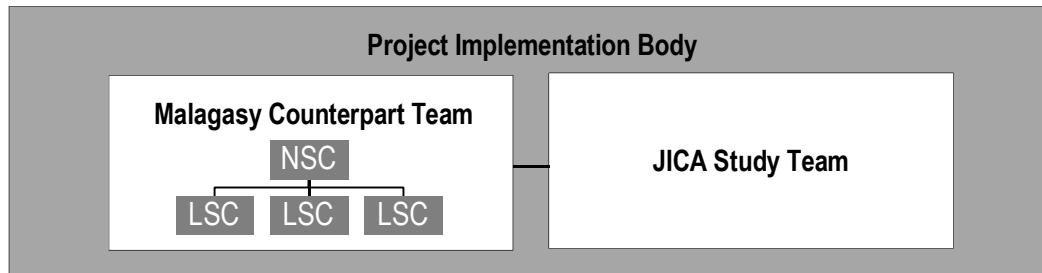 Project Implementation Body
Malagasy Counterpart Team
NSC
LSC LSC LSC
JICA Study Team